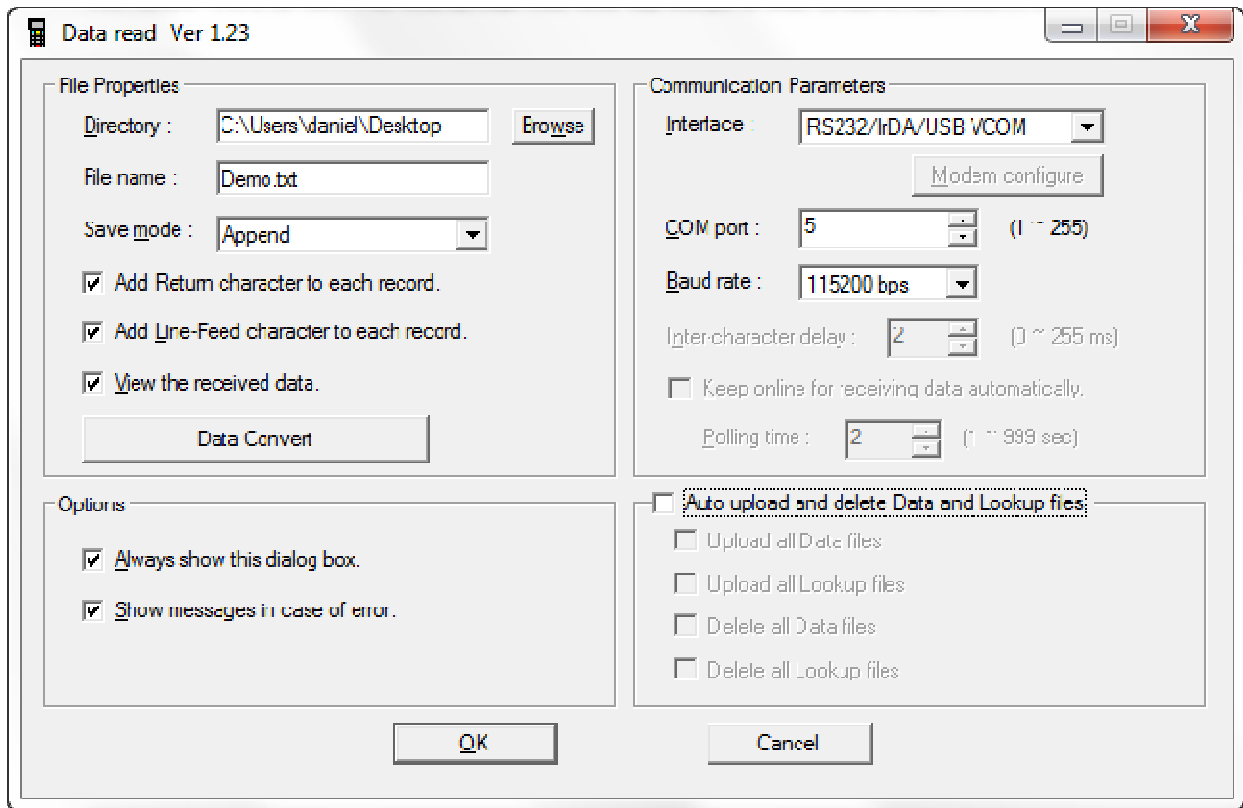 Data read Ver 1.23
File Properties
Directory : C:\Users\daniel\Desktop Browse
File name : Demo.txt
Save mode : Append
Add Return character to each record.
Add Line-Feed character to each record.
View the received data.
Data Convert
Communication Parameters
Interface : RS232/IrDA/USB VCOM
Modem configure
COM port : 5 (1 ~ 255)
Baud rate : 115200 bps
Inter-character delay : 2 (0 ~ 255 ms)
Keep online for receiving data automatically.
Polling time : 2 (1 ~ 999 sec)
Options
Always show this dialog box.
Show messages in case of error.
Auto upload and delete Data and Lookup files
Upload all Data files
Upload all Lookup files
Delete all Data files
Delete all Lookup files
OK Cancel